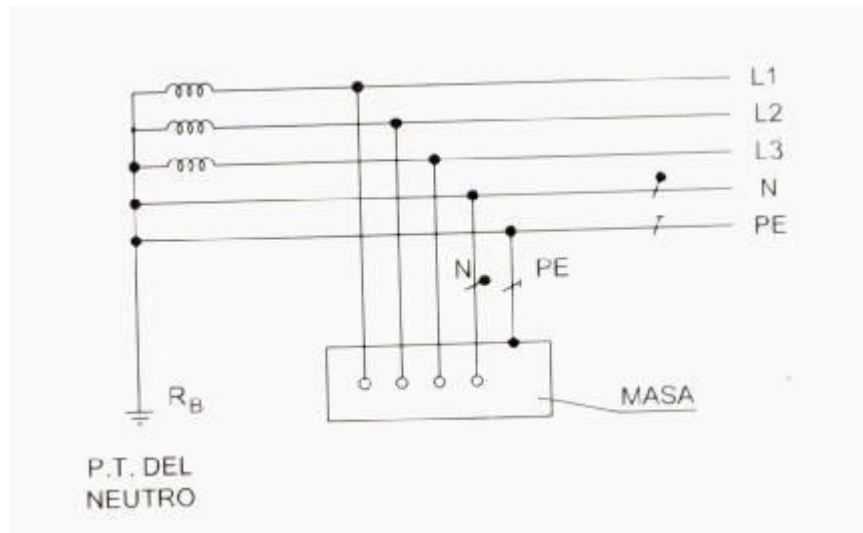 L1
L2
L3
N
PE
N
PE
R_B
MASA
P.T. DEL
NEUTRO